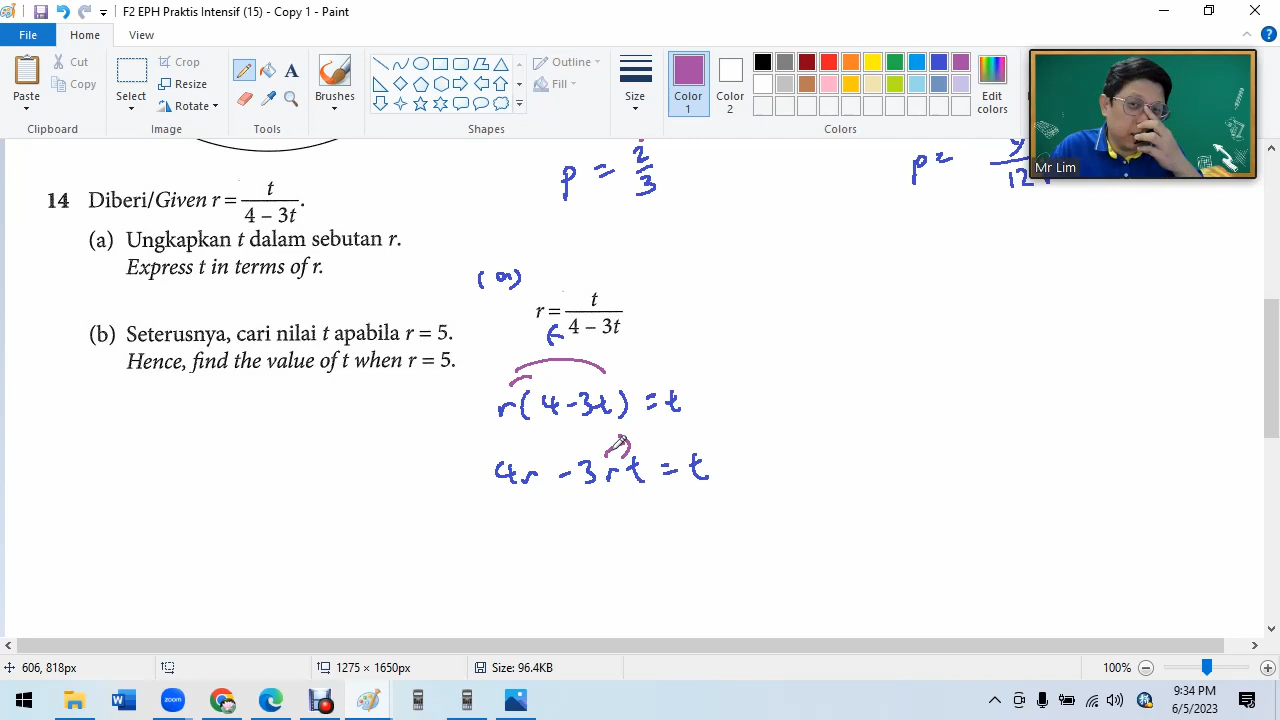 F2 EPH Praktis Intensif (15) - Copy 1 - Paint
File Home View
Paste Cut Copy Clipboard
Select Crop Resize Rotate Image
Tools
Brushes
Outline Fill Shapes
Size
Color 1 Color 2 Edit colors Colors
Mr Lim
p = 2/3
p = 12
14 Diberi/Given r = t/(4 – 3t).
(a) Ungkapkan t dalam sebutan r.
Express t in terms of r.
(b) Seterusnya, cari nilai t apabila r = 5.
Hence, find the value of t when r = 5.
(a)
r = t/(4 – 3t)
r(4-3t) = t
4r - 3rt = t
606, 818px
1275 × 1650px
Size: 96.4KB
100%
zoom
9:34 PM
6/5/2023